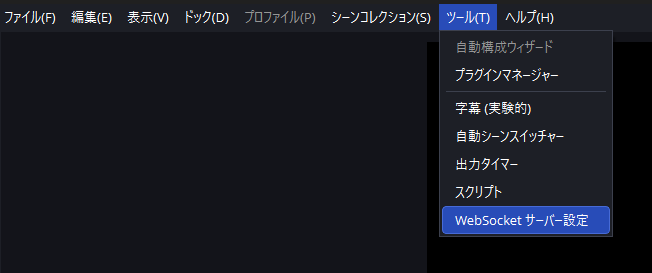 ファイル(F) 編集(E) 表示(V) ドック(D) プロファイル(P) シーンコレクション(S) ツール(T) ヘルプ(H)
自動構成ウィザード
プラグインマネージャー
字幕 (実験的)
自動シーンスイッチャー
出力タイマー
スクリプト
WebSocket サーバー設定